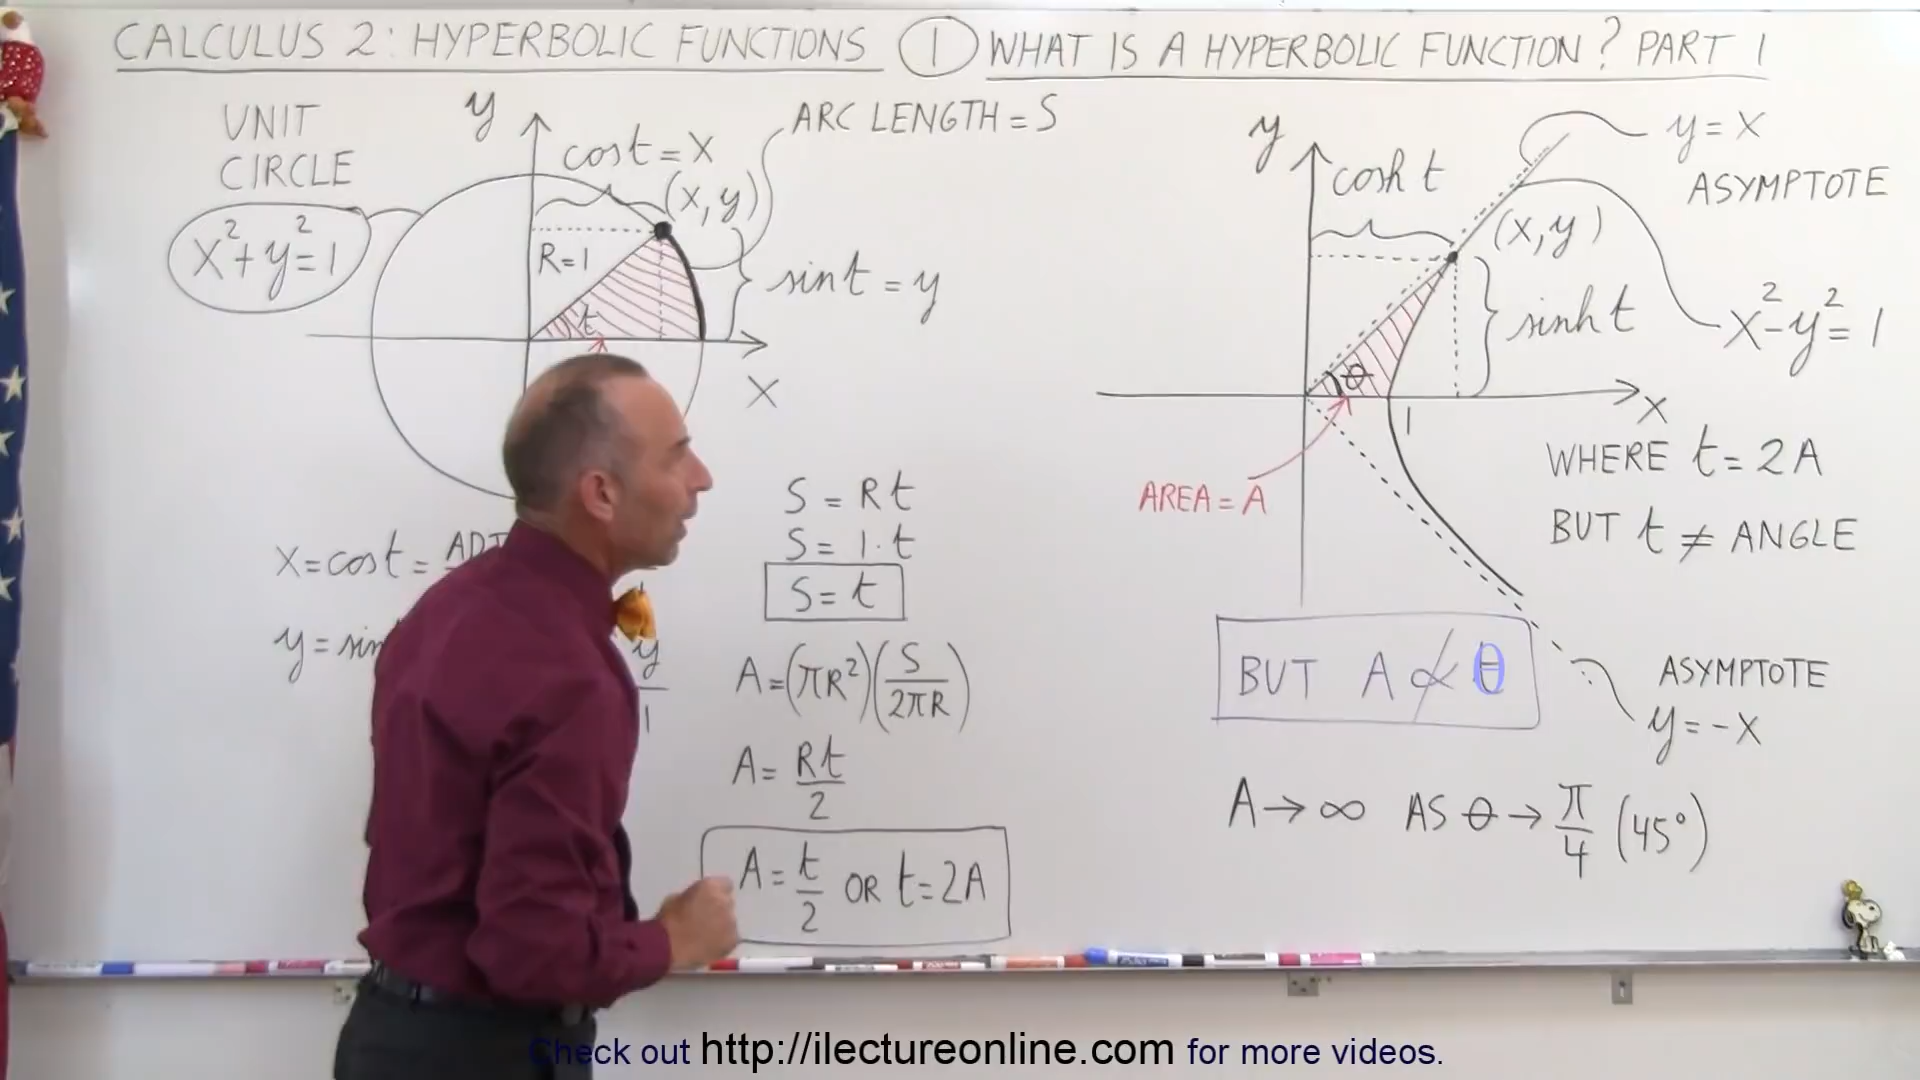 CALCULUS 2: HYPERBOLIC FUNCTIONS ① WHAT IS A HYPERBOLIC FUNCTION? PART 1
UNIT
CIRCLE
x²+y²=1
y
cos t = x
(x,y)
ARC LENGTH = S
R=1
t
sin t = y
x
x = cos t =
y = sin
y
1
S = Rt
S = 1·t
S = t
A = (πR²)(S/2πR)
A = Rt/2
A = t/2 OR t = 2A
y
cosh t
y = x
ASYMPTOTE
(x,y)
sinh t
x²-y²=1
θ
x
1
AREA = A
WHERE t = 2A
BUT t ≠ ANGLE
BUT A ∝̸ θ
ASYMPTOTE
y = -x
A → ∞ AS θ → π/4 (45°)
Check out http://ilectureonline.com for more videos.